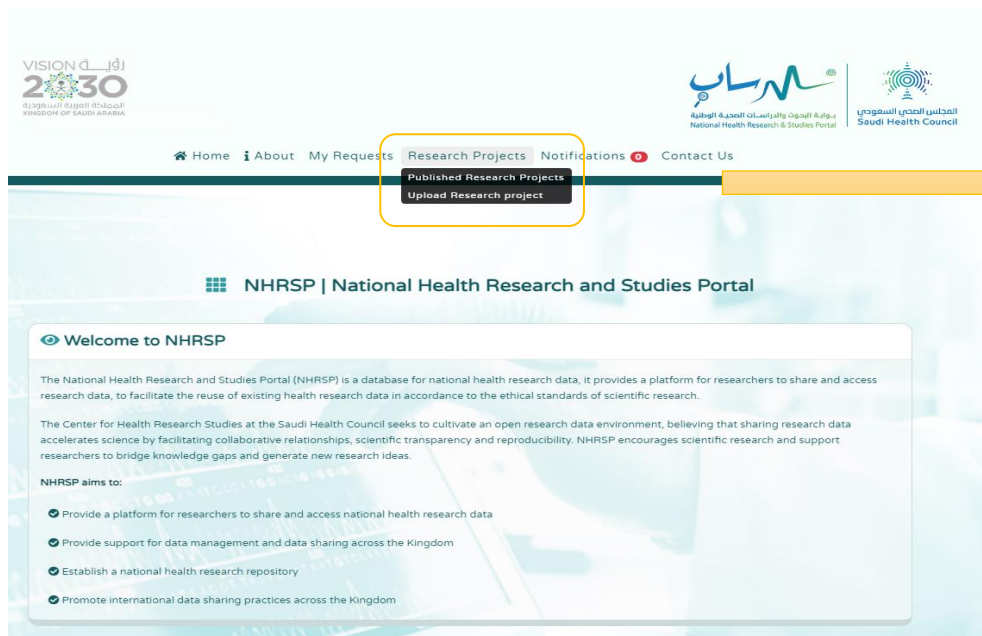 VISION رؤيــــة
2030
المملكة العربية السعودية
KINGDOM OF SAUDI ARABIA
بوابة البحوث والدراسات الصحية الوطنية
National Health Research & Studies Portal
المجلس الصحي السعودي
Saudi Health Council
Home About My Requests Research Projects Notifications 0 Contact Us
Published Research Projects
Upload Research project
NHRSP | National Health Research and Studies Portal
Welcome to NHRSP
The National Health Research and Studies Portal (NHRSP) is a database for national health research data, it provides a platform for researchers to share and access
research data, to facilitate the reuse of existing health research data in accordance to the ethical standards of scientific research.
The Center for Health Research Studies at the Saudi Health Council seeks to cultivate an open research data environment, believing that sharing research data
accelerates science by facilitating collaborative relationships, scientific transparency and reproducibility. NHRSP encourages scientific research and support
researchers to bridge knowledge gaps and generate new research ideas.
NHRSP aims to:
Provide a platform for researchers to share and access national health research data
Provide support for data management and data sharing across the Kingdom
Establish a national health research repository
Promote international data sharing practices across the Kingdom